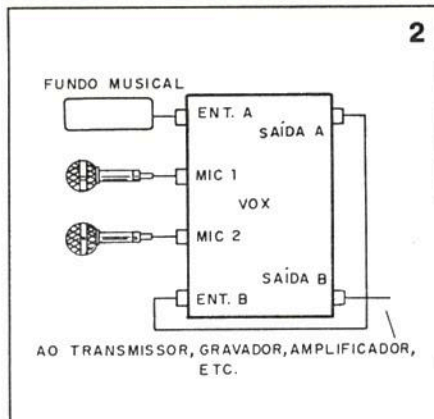 2
FUNDO MUSICAL
ENT. A
SAÍDA A
MIC 1
VOX
MIC 2
SAÍDA B
ENT. B
AO TRANSMISSOR, GRAVADOR, AMPLIFICADOR,
ETC.